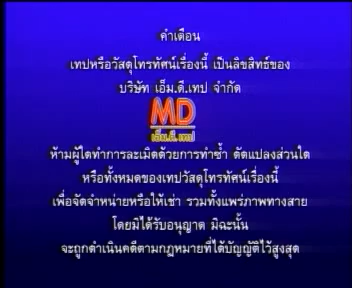 คำเตือน
เทปหรือวัสดุโทรทัศน์เรื่องนี้ เป็นลิขสิทธ์ของ
บริษัท เอ็ม.ดี.เทป จำกัด
MD
เอ็ม.ดี.เทป
ห้ามผู้ใดทำการละเมิดด้วยการทำซ้ำ ดัดแปลงส่วนใด
หรือทั้งหมดของเทปวัสดุโทรทัศน์เรื่องนี้
เพื่อจัดจำหน่ายหรือให้เช่า รวมทั้งแพร่ภาพทางสาย
โดยมิได้รับอนุญาต มิฉะนั้น
จะถูกดำเนินคดีตามกฎหมายที่ได้บัญญัติไว้สูงสุด